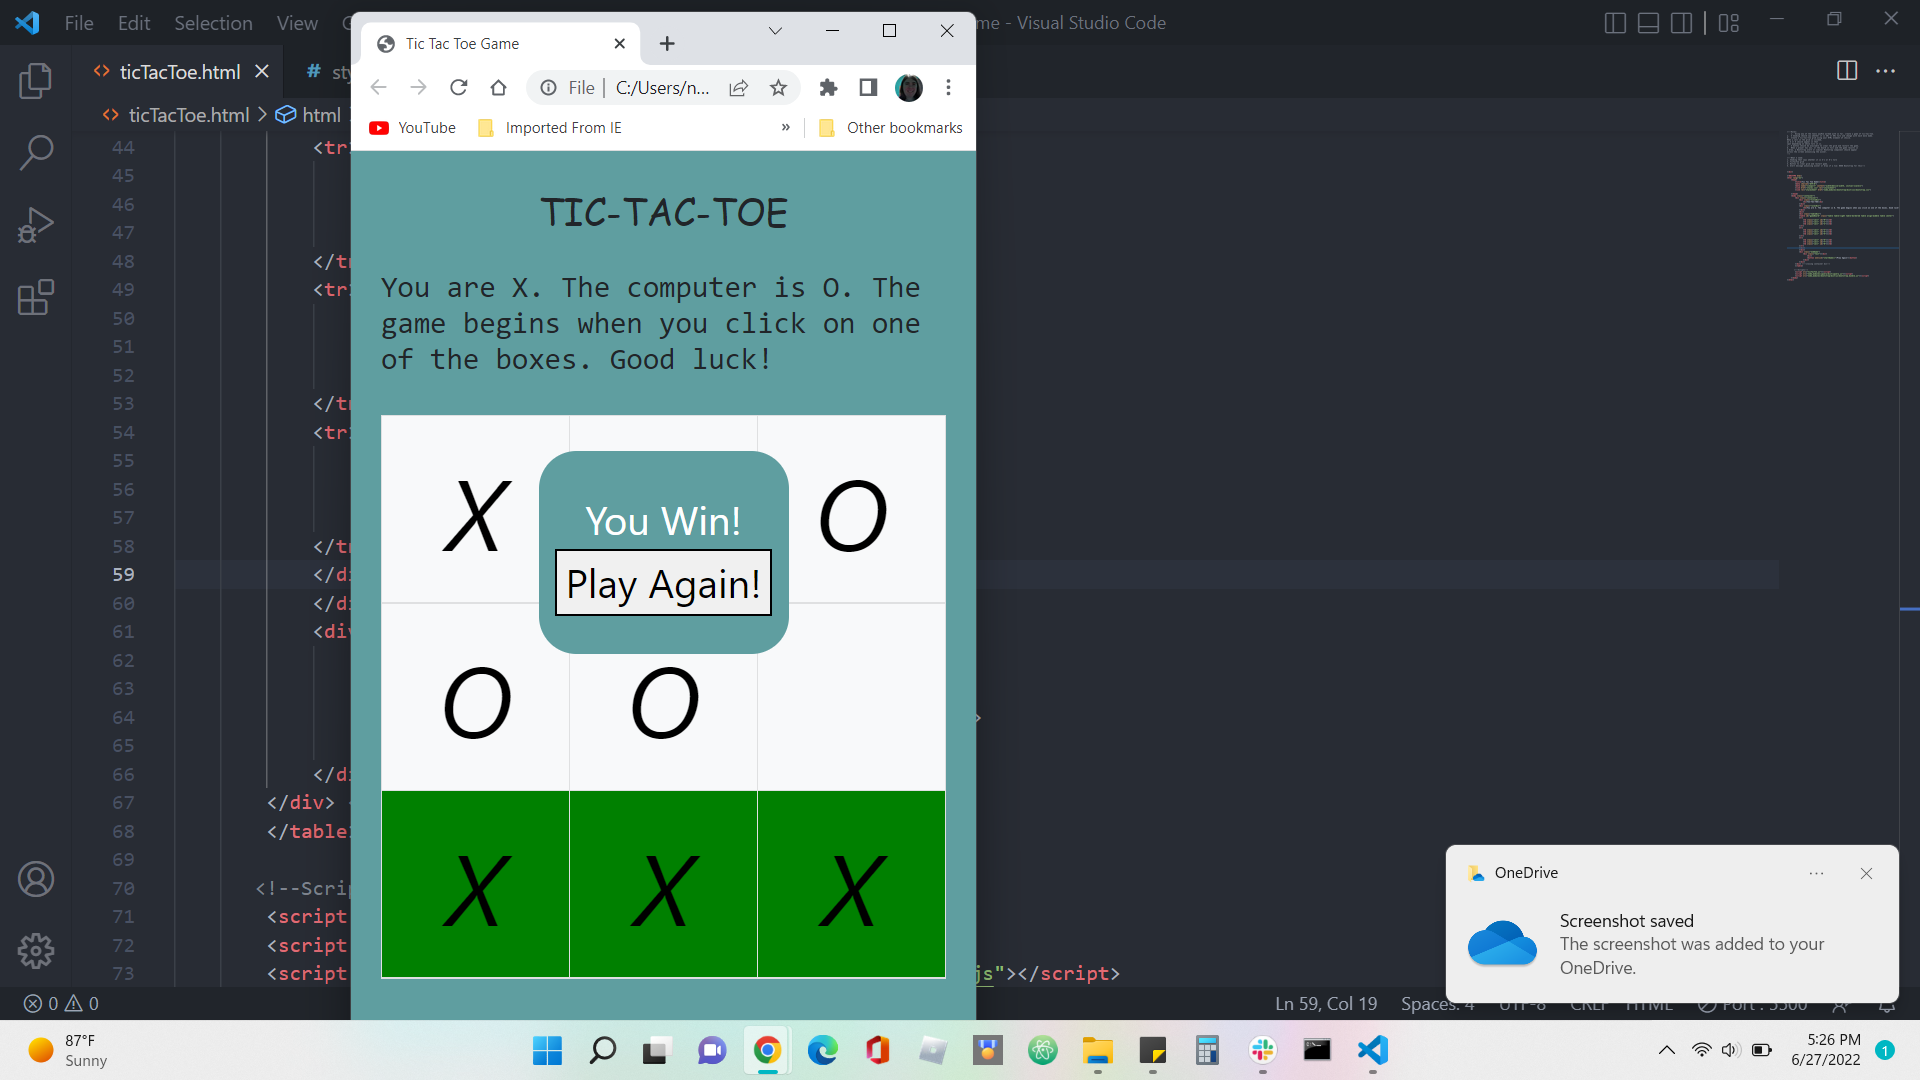 File Edit Selection View
me - Visual Studio Code
Tic Tac Toe Game
ticTacToe.html
#
File
C:/Users/n...
ticTacToe.html > html
YouTube
Imported From IE
»
Other bookmarks
44 <tr
45
46
47
48 </t
49 <tr
50
51
52
53 </t
54 <tr
55
56
57
58 </t
59 </d
60 </d
61 <div
62
63
64 >
65
66 </d
67 </div>
68 </table
69
70 <!--Scrip
71 <script
72 <script
73 <script js"></script>
TIC-TAC-TOE
You are X. The computer is O. The
game begins when you click on one
of the boxes. Good luck!
X O
You Win!
Play Again!
O O
X X X
OneDrive
Screenshot saved
The screenshot was added to your
OneDrive.
0 0
Ln 59, Col 19 Spaces: 4 UTF-8 CRLF HTML Port : 5500
87°F
Sunny
5:26 PM
6/27/2022
1